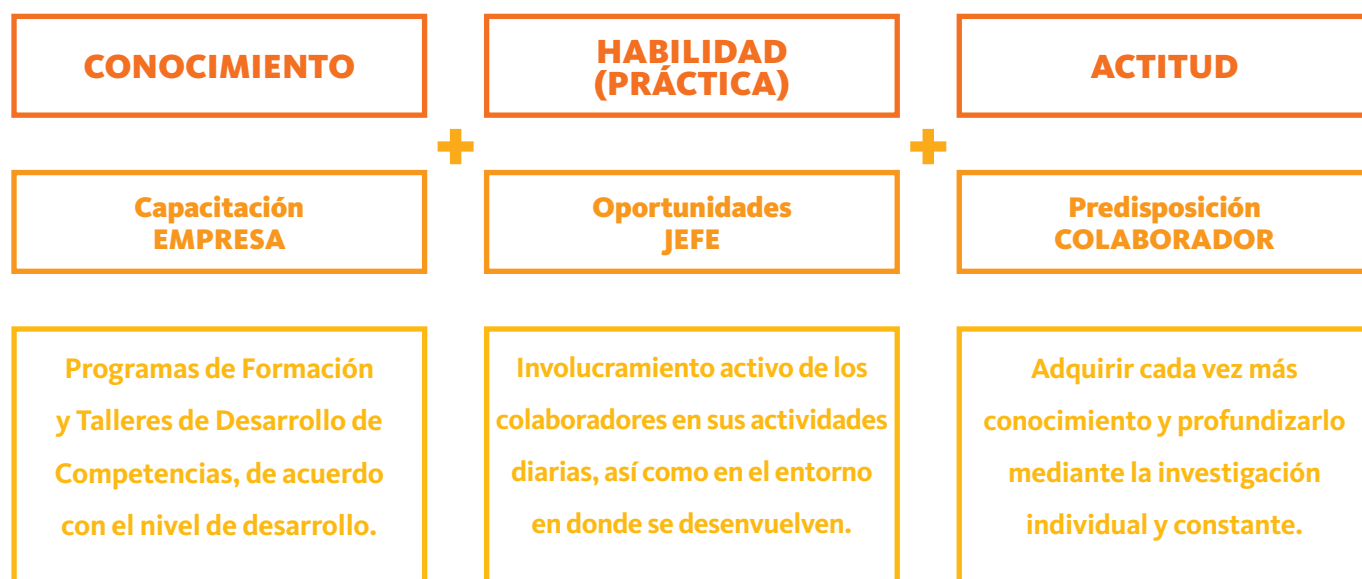 CONOCIMIENTO
HABILIDAD
(PRÁCTICA)
ACTITUD
+
+
Capacitación
EMPRESA
Oportunidades
JEFE
Predisposición
COLABORADOR
Programas de Formación
y Talleres de Desarrollo de
Competencias, de acuerdo
con el nivel de desarrollo.
Involucramiento activo de los
colaboradores en sus actividades
diarias, así como en el entorno
en donde se desenvuelven.
Adquirir cada vez más
conocimiento y profundizarlo
mediante la investigación
individual y constante.